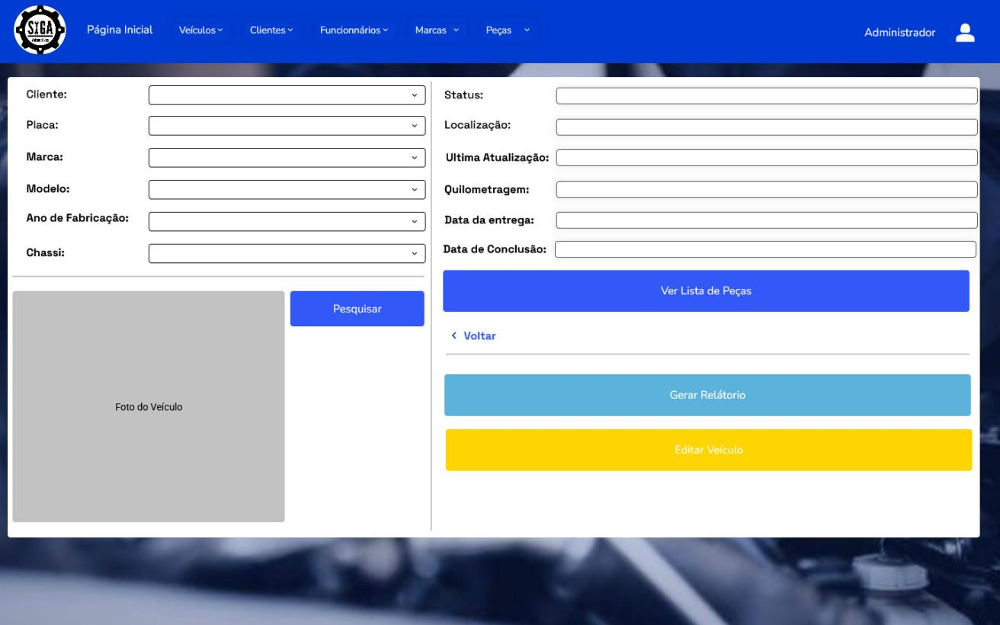 SiGA
Página Inicial
Veículos
Clientes
Funcionnários
Marcas
Peças
Administrador
Cliente:
Placa:
Marca:
Modelo:
Ano de Fabricação:
Chassi:
Pesquisar
Foto do Veículo
Status:
Localização:
Ultima Atualização:
Quilometragem:
Data da entrega:
Data de Conclusão:
Ver Lista de Peças
Voltar
Gerar Relátorio
Editar Veículo